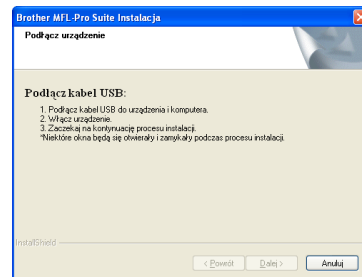 Brother MFL-Pro Suite Instalacja
Podłącz urządzenie
Podłącz kabel USB:
1. Podłącz kabel USB do urządzenia i komputera.
2. Włącz urządzenie.
3. Zaczekaj na kontynuację procesu instalacji.
*Niektóre okna będą się otwierały i zamykały podczas procesu instalacji.
InstallShield
< Powrót Dalej > Anuluj